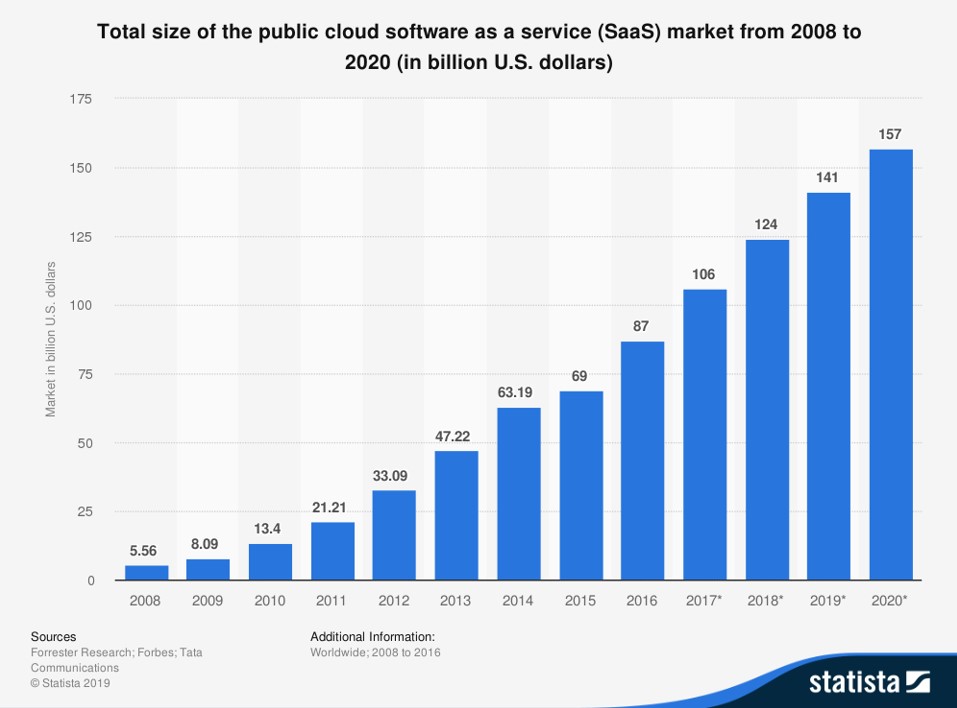 Total size of the public cloud software as a service (SaaS) market from 2008 to
2020 (in billion U.S. dollars)
Market in billion U.S. dollars
175
150
125
100
75
50
25
0
5.56
8.09
13.4
21.21
33.09
47.22
63.19
69
87
106
124
141
157
2008 2009 2010 2011 2012 2013 2014 2015 2016 2017* 2018* 2019* 2020*
Sources
Forrester Research; Forbes; Tata
Communications
© Statista 2019
Additional Information:
Worldwide; 2008 to 2016
statista